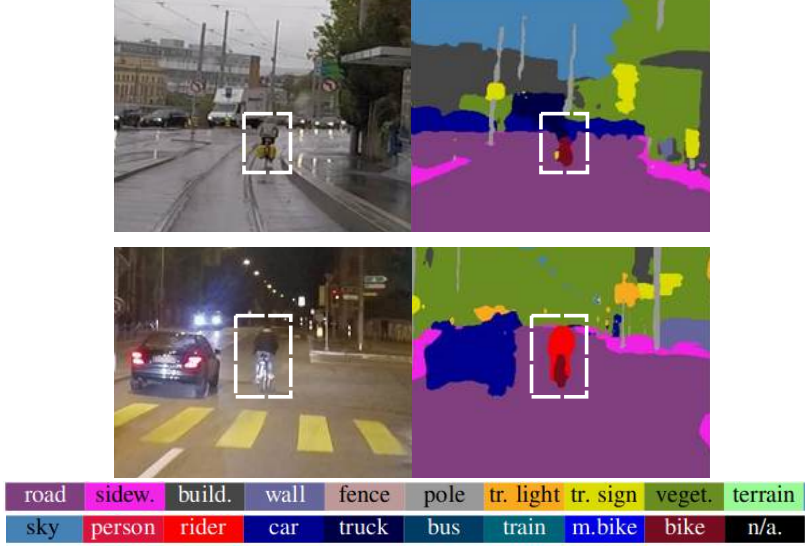 road sidew. build. wall fence pole tr. light tr. sign veget. terrain
sky person rider car truck bus train m.bike bike n/a.